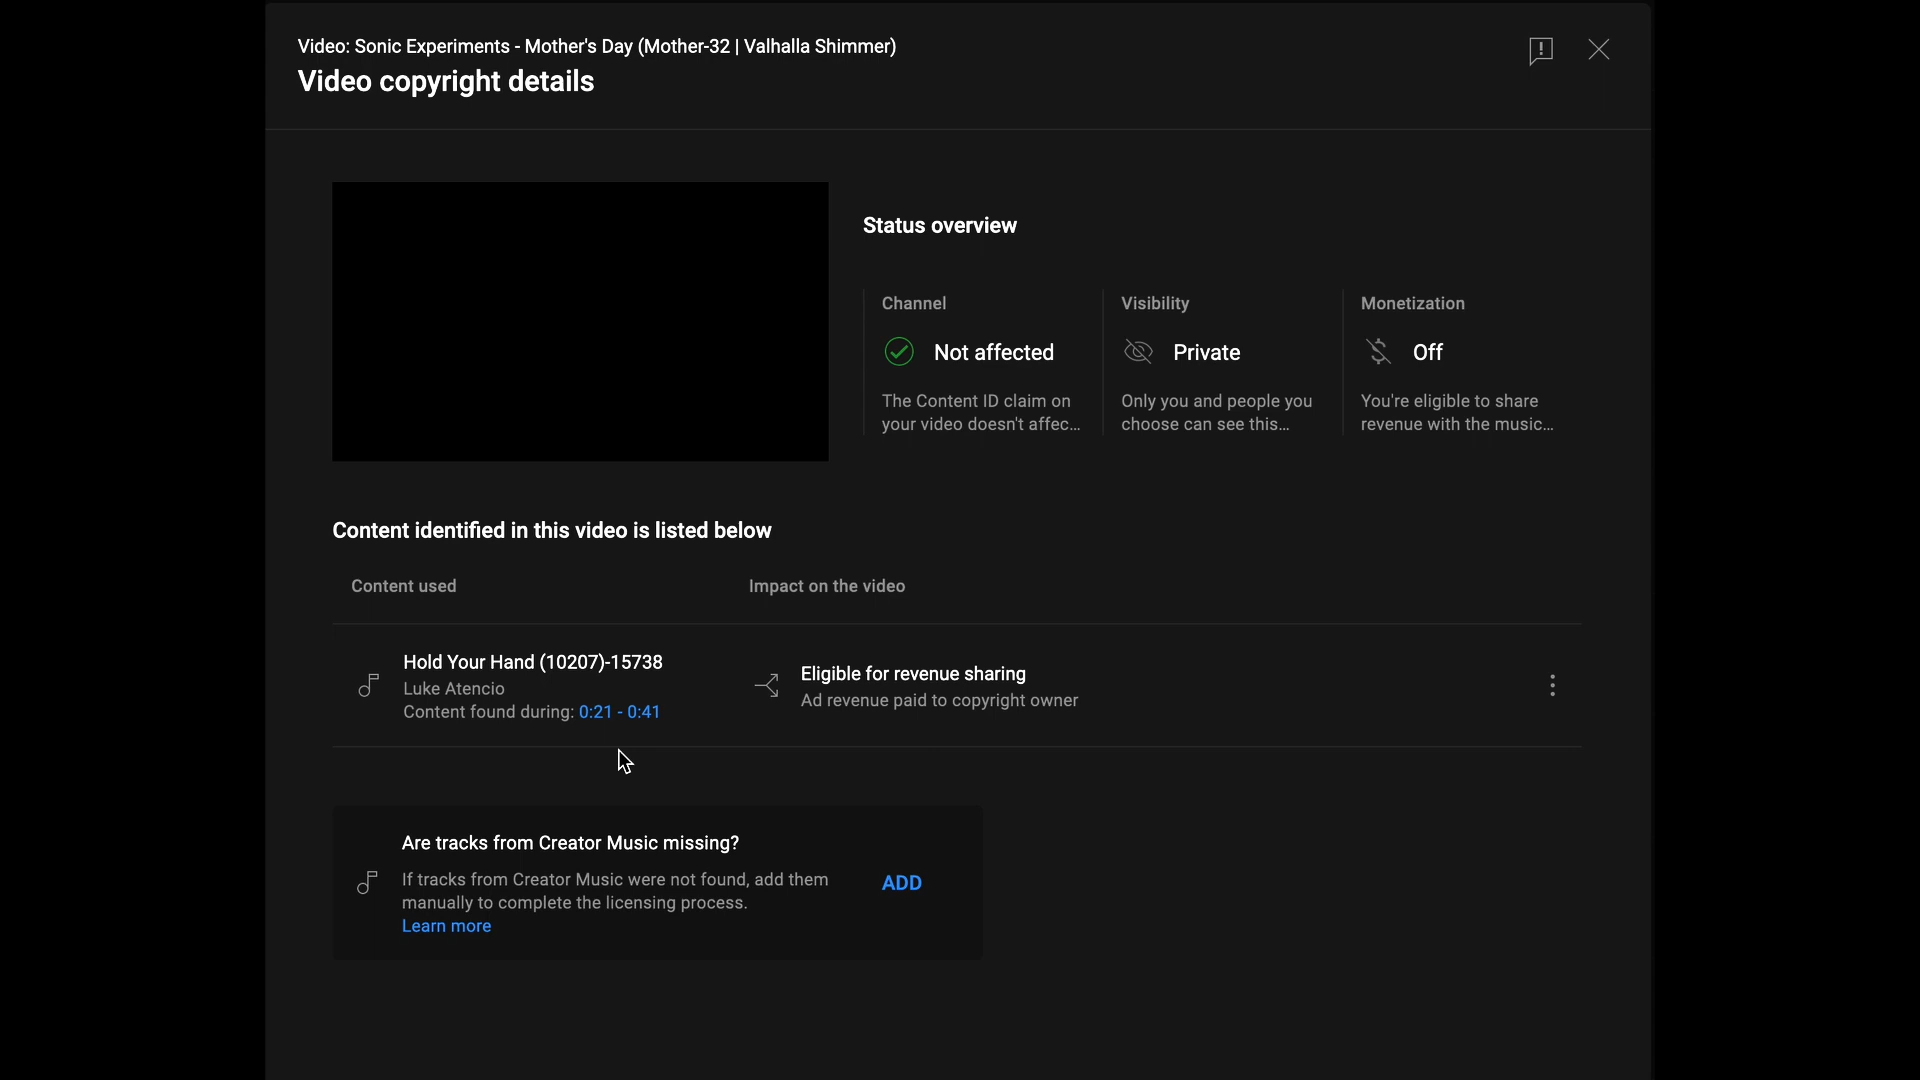 Video: Sonic Experiments - Mother's Day (Mother-32 | Valhalla Shimmer)
Video copyright details
Status overview
Channel
Not affected
The Content ID claim on
your video doesn't affec...
Visibility
Private
Only you and people you
choose can see this...
Monetization
Off
You're eligible to share
revenue with the music...
Content identified in this video is listed below
Content used
Impact on the video
Hold Your Hand (10207)-15738
Luke Atencio
Content found during: 0:21 - 0:41
Eligible for revenue sharing
Ad revenue paid to copyright owner
Are tracks from Creator Music missing?
If tracks from Creator Music were not found, add them
manually to complete the licensing process.
Learn more
ADD